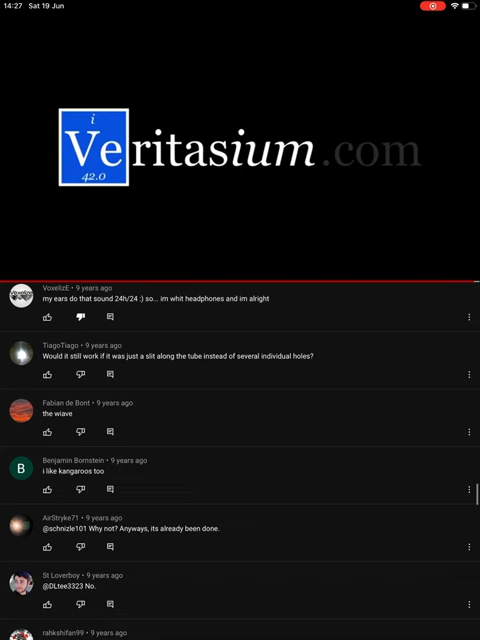 14:27 Sat 19 Jun
i
Veritasium.com
42.0
VoxelizE • 9 years ago
my ears do that sound 24h/24 :) so... im whit headphones and im alright
TiagoTiago • 9 years ago
Would it still work if it was just a slit along the tube instead of several individual holes?
Fabian de Bont • 9 years ago
the wiave
B
Benjamin Bornstein • 9 years ago
i like kangaroos too
AirStryke71 • 9 years ago
@schnizle101 Why not? Anyways, its already been done.
St Loverboy • 9 years ago
@DLtee3323 No.
rahkshifan99 • 9 years ago